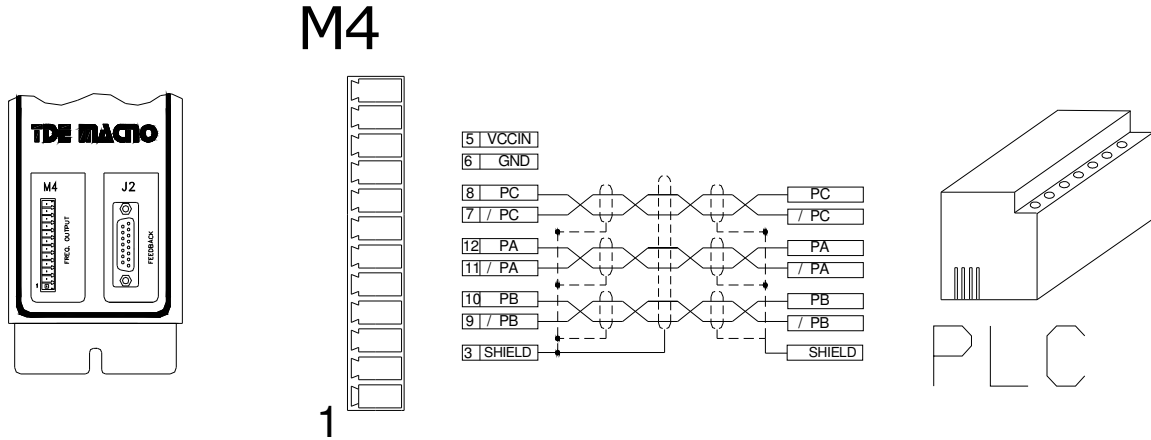 M4
TDE MACNO
M4
J2
FREQ. OUTPUT
FEEDBACK
1
1
5 VCCIN
6 GND
8 PC PC
7 / PC / PC
12 PA PA
11 / PA / PA
10 PB PB
9 / PB / PB
3 SHIELD SHIELD
PLC